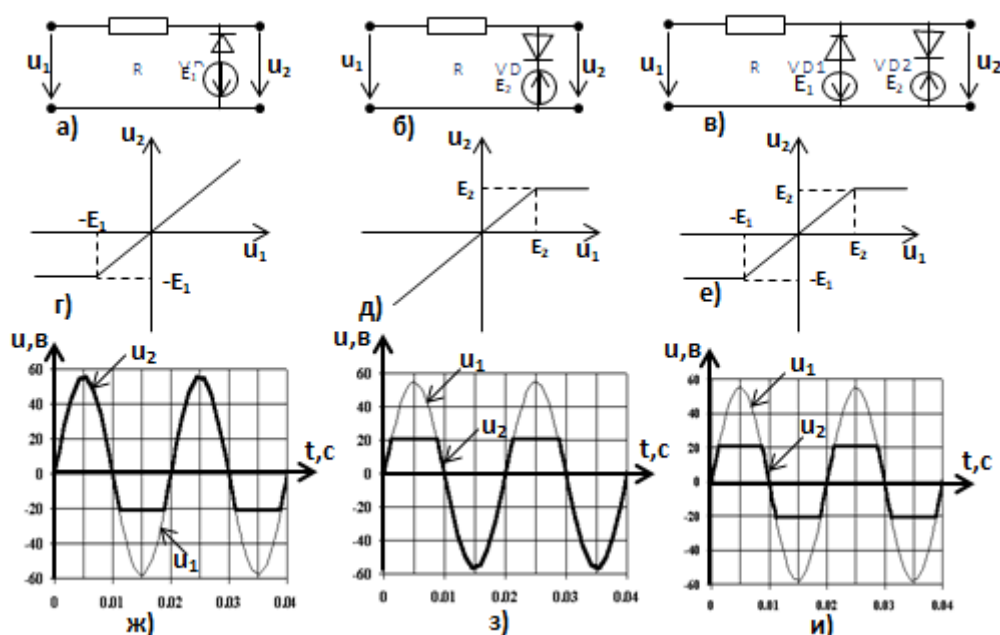 u₁ R VD E₁ u₂
а)
u₁ R VD E₂ u₂
б)
u₁ R VD1 E₁ VD2 E₂ u₂
в)
u₂
-E₁ u₁
-E₁
г)
u₂
E₂
E₂ u₁
д)
u₂
E₂
-E₁ E₂ u₁
-E₁
е)
u,в u₂
60
40
20
0 t,с
-20
-40
-60 u₁
0 0.01 0.02 0.03 0.04
ж)
u,в u₁
60
40
20 u₂
0 t,с
-20
-40
-60
0 0.01 0.02 0.03 0.04
з)
u,в u₁
60
40
20 u₂
0 t,с
-20
-40
-60
0 0.01 0.02 0.03 0.04
и)